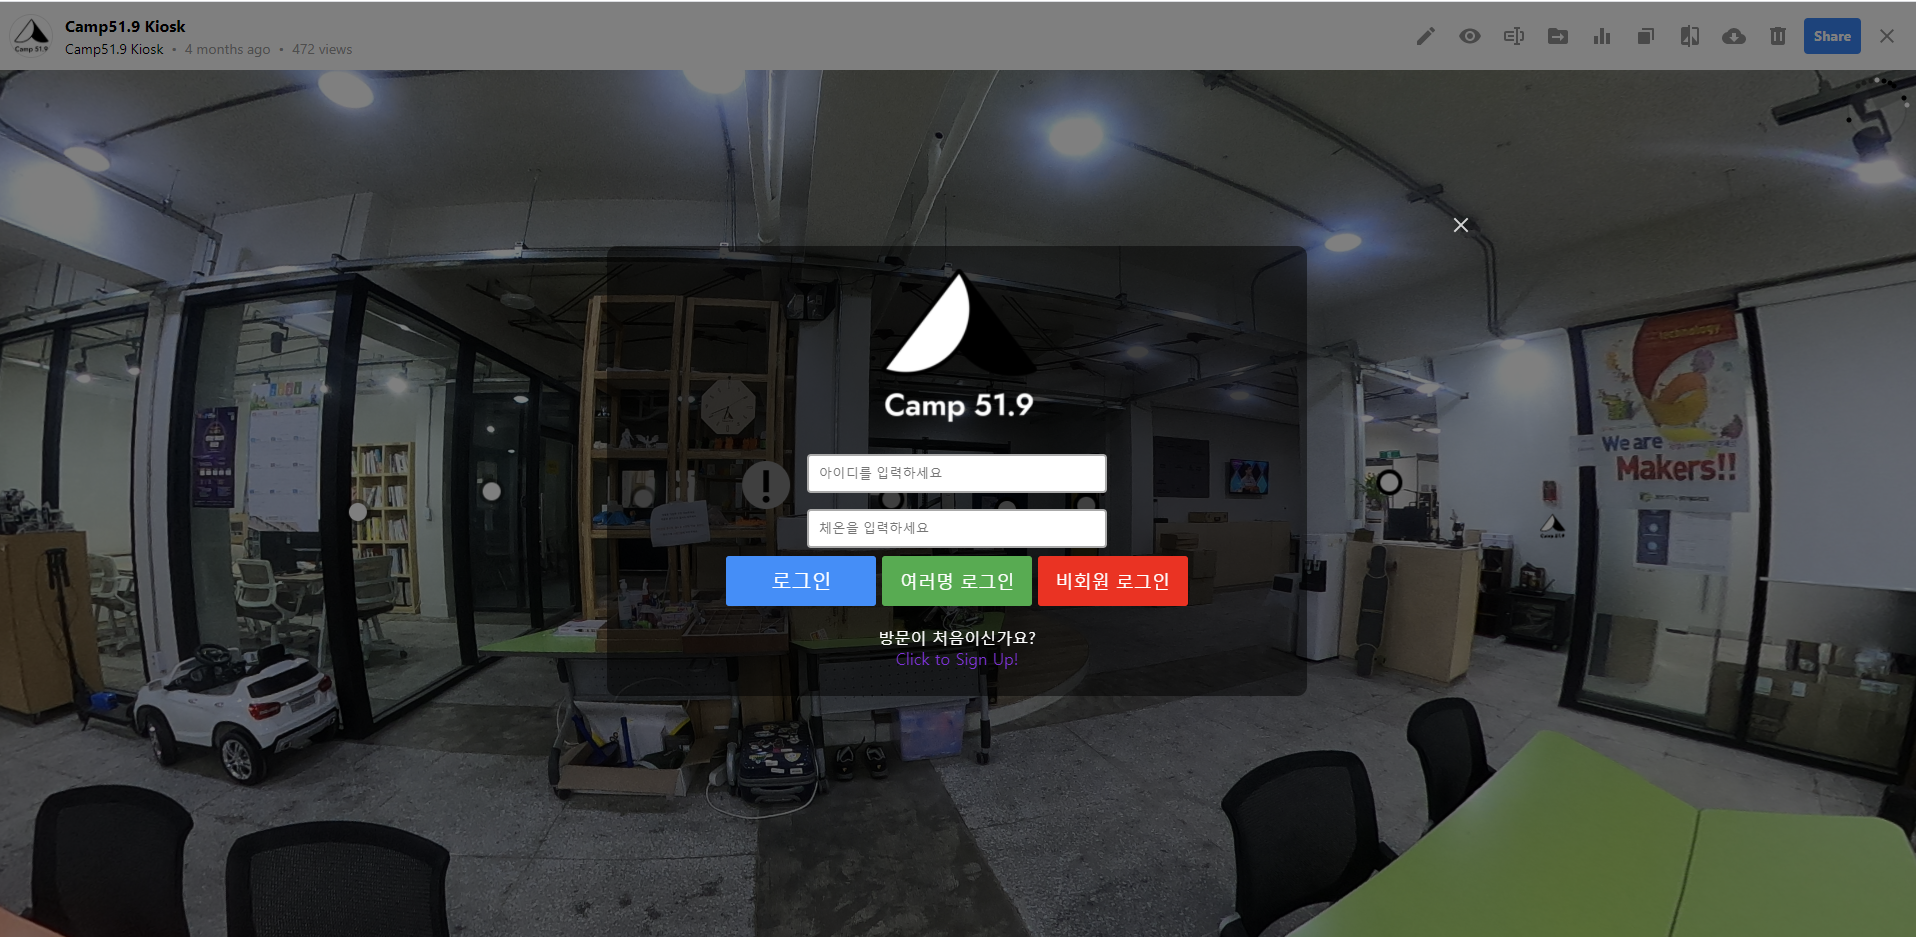 Camp51.9 Kiosk
Camp51.9 Kiosk • 4 months ago • 472 views
Share
Camp 51.9
Camp 51.9
아이디를 입력하세요
체온을 입력하세요
로그인
여러명 로그인
비회원 로그인
방문이 처음이신가요?
Click to Sign Up!
technology
We are
Makers!!
Camp 51.9